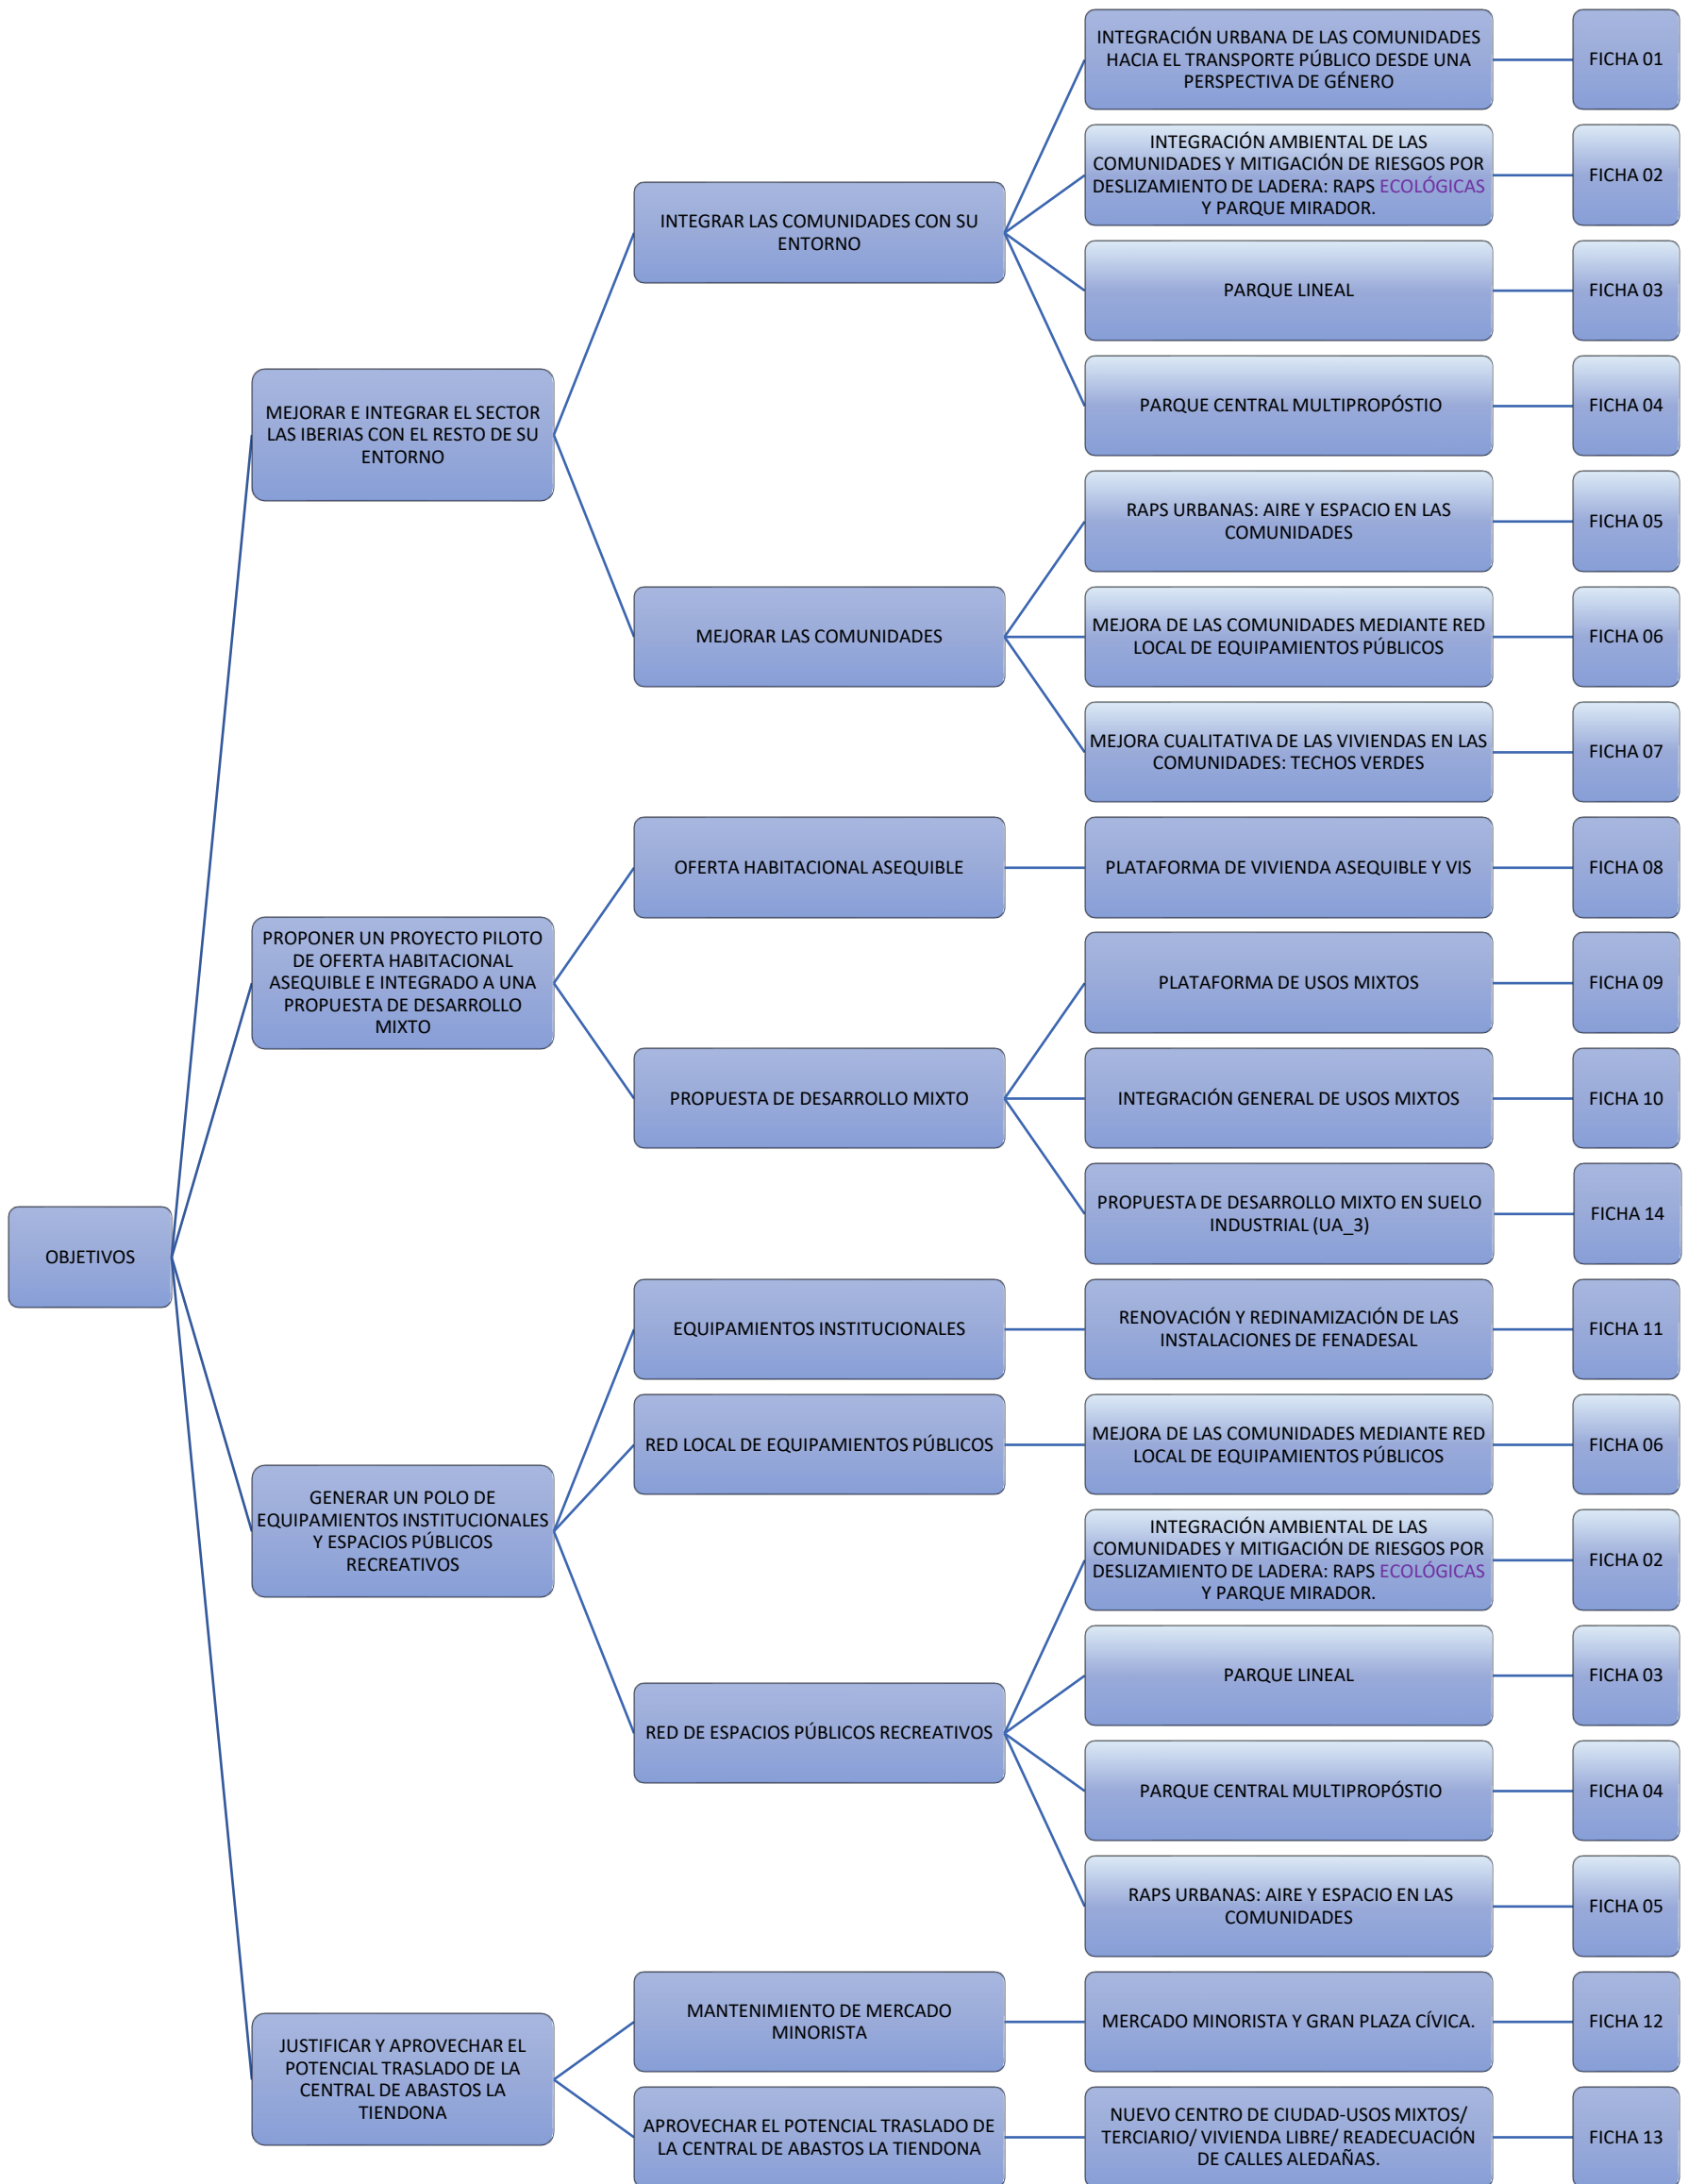 OBJETIVOS
MEJORAR E INTEGRAR EL SECTOR
LAS IBERIAS CON EL RESTO DE SU
ENTORNO
INTEGRAR LAS COMUNIDADES CON SU
ENTORNO
INTEGRACIÓN URBANA DE LAS COMUNIDADES
HACIA EL TRANSPORTE PÚBLICO DESDE UNA
PERSPECTIVA DE GÉNERO
FICHA 01
INTEGRACIÓN AMBIENTAL DE LAS
COMUNIDADES Y MITIGACIÓN DE RIESGOS POR
DESLIZAMIENTO DE LADERA: RAPS ECOLÓGICAS
Y PARQUE MIRADOR.
FICHA 02
PARQUE LINEAL
FICHA 03
PARQUE CENTRAL MULTIPROPÓSTIO
FICHA 04
MEJORAR LAS COMUNIDADES
RAPS URBANAS: AIRE Y ESPACIO EN LAS
COMUNIDADES
FICHA 05
MEJORA DE LAS COMUNIDADES MEDIANTE RED
LOCAL DE EQUIPAMIENTOS PÚBLICOS
FICHA 06
MEJORA CUALITATIVA DE LAS VIVIENDAS EN LAS
COMUNIDADES: TECHOS VERDES
FICHA 07
PROPONER UN PROYECTO PILOTO
DE OFERTA HABITACIONAL
ASEQUIBLE E INTEGRADO A UNA
PROPUESTA DE DESARROLLO
MIXTO
OFERTA HABITACIONAL ASEQUIBLE
PLATAFORMA DE VIVIENDA ASEQUIBLE Y VIS
FICHA 08
PROPUESTA DE DESARROLLO MIXTO
PLATAFORMA DE USOS MIXTOS
FICHA 09
INTEGRACIÓN GENERAL DE USOS MIXTOS
FICHA 10
PROPUESTA DE DESARROLLO MIXTO EN SUELO
INDUSTRIAL (UA_3)
FICHA 14
GENERAR UN POLO DE
EQUIPAMIENTOS INSTITUCIONALES
Y ESPACIOS PÚBLICOS
RECREATIVOS
EQUIPAMIENTOS INSTITUCIONALES
RENOVACIÓN Y REDINAMIZACIÓN DE LAS
INSTALACIONES DE FENADESAL
FICHA 11
RED LOCAL DE EQUIPAMIENTOS PÚBLICOS
MEJORA DE LAS COMUNIDADES MEDIANTE RED
LOCAL DE EQUIPAMIENTOS PÚBLICOS
FICHA 06
RED DE ESPACIOS PÚBLICOS RECREATIVOS
INTEGRACIÓN AMBIENTAL DE LAS
COMUNIDADES Y MITIGACIÓN DE RIESGOS POR
DESLIZAMIENTO DE LADERA: RAPS ECOLÓGICAS
Y PARQUE MIRADOR.
FICHA 02
PARQUE LINEAL
FICHA 03
PARQUE CENTRAL MULTIPROPÓSTIO
FICHA 04
RAPS URBANAS: AIRE Y ESPACIO EN LAS
COMUNIDADES
FICHA 05
JUSTIFICAR Y APROVECHAR EL
POTENCIAL TRASLADO DE LA
CENTRAL DE ABASTOS LA
TIENDONA
MANTENIMIENTO DE MERCADO
MINORISTA
MERCADO MINORISTA Y GRAN PLAZA CÍVICA.
FICHA 12
APROVECHAR EL POTENCIAL TRASLADO DE
LA CENTRAL DE ABASTOS LA TIENDONA
NUEVO CENTRO DE CIUDAD-USOS MIXTOS/
TERCIARIO/ VIVIENDA LIBRE/ READECUACIÓN
DE CALLES ALEDAÑAS.
FICHA 13